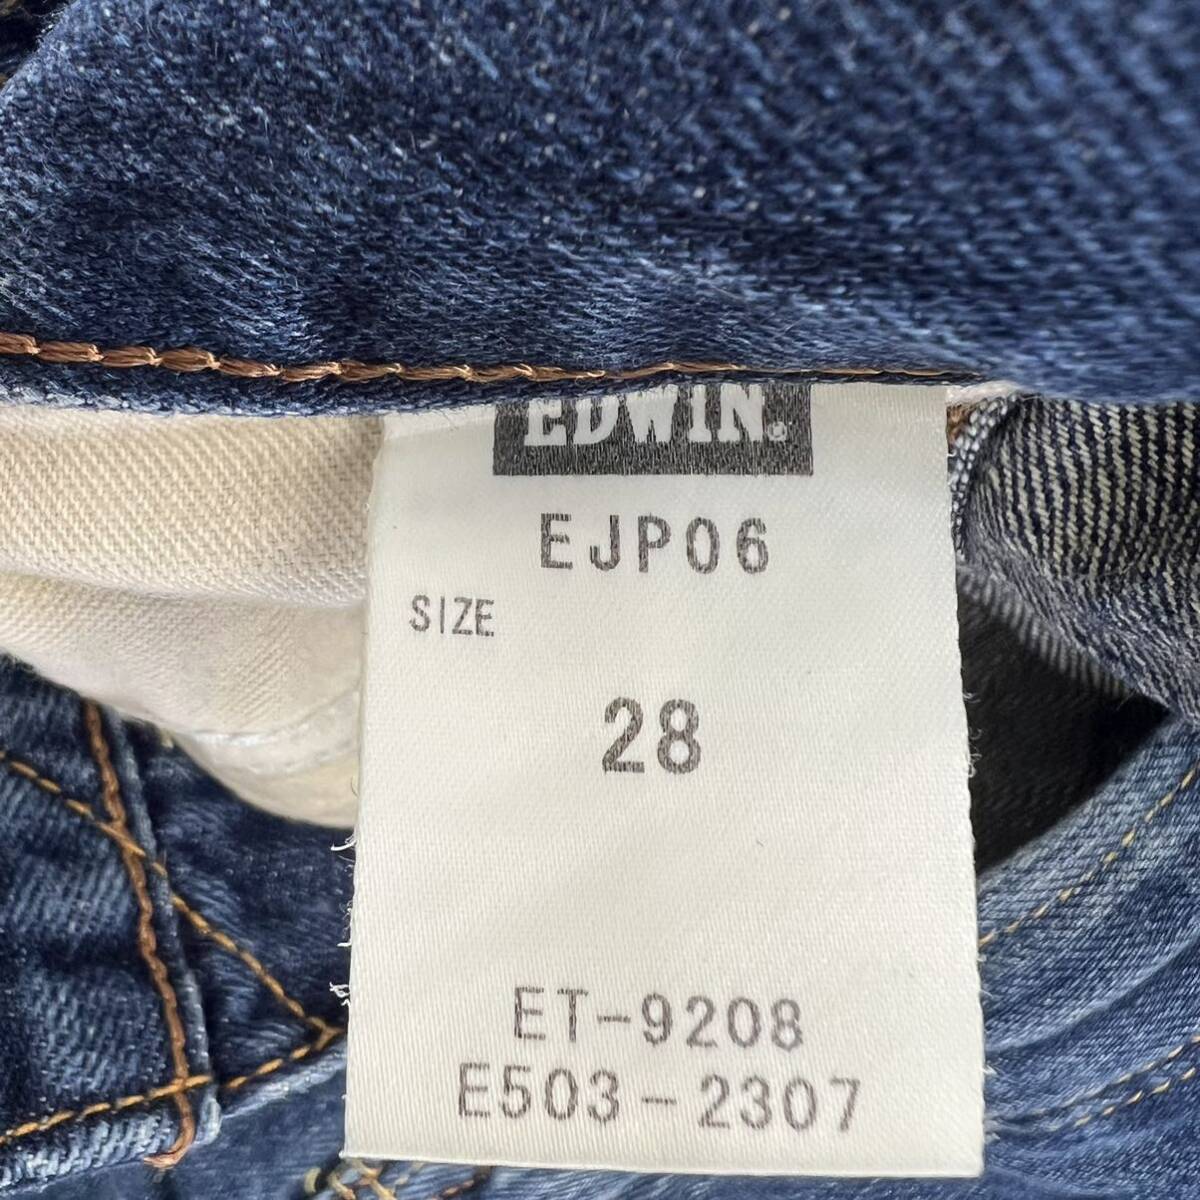 EDWIN®
EJP06
SIZE
28
ET-9208
E503-2307